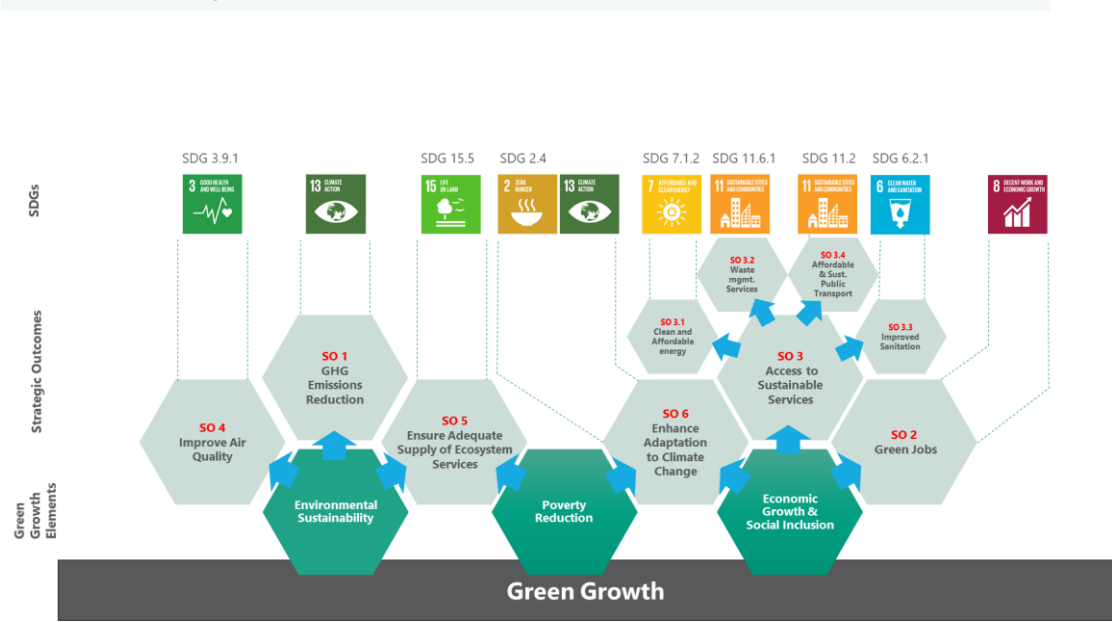 SDG 3.9.1
SDG 15.5
SDG 2.4
SDG 7.1.2
SDG 11.6.1
SDG 11.2
SDG 6.2.1
SDGs
3 GOOD HEALTH
AND WELL-BEING
13 CLIMATE
ACTION
15 LIFE
ON LAND
2 ZERO
HUNGER
13 CLIMATE
ACTION
7 AFFORDABLE AND
CLEAN ENERGY
11 SUSTAINABLE CITIES
AND COMMUNITIES
11 SUSTAINABLE CITIES
AND COMMUNITIES
6 CLEAN WATER
AND SANITATION
8 DECENT WORK AND
ECONOMIC GROWTH
Strategic Outcomes
SO 3.2
Waste
mgmt.
Services
SO 3.4
Affordable
& Sust.
Public
Transport
SO 3.1
Clean and
Affordable
energy
SO 3.3
Improved
Sanitation
SO 1
GHG
Emissions
Reduction
SO 3
Access to
Sustainable
Services
SO 4
Improve Air
Quality
SO 5
Ensure Adequate
Supply of Ecosystem
Services
SO 6
Enhance
Adaptation
to Climate
Change
SO 2
Green Jobs
Green
Growth
Elements
Environmental
Sustainability
Poverty
Reduction
Economic
Growth &
Social Inclusion
Green Growth